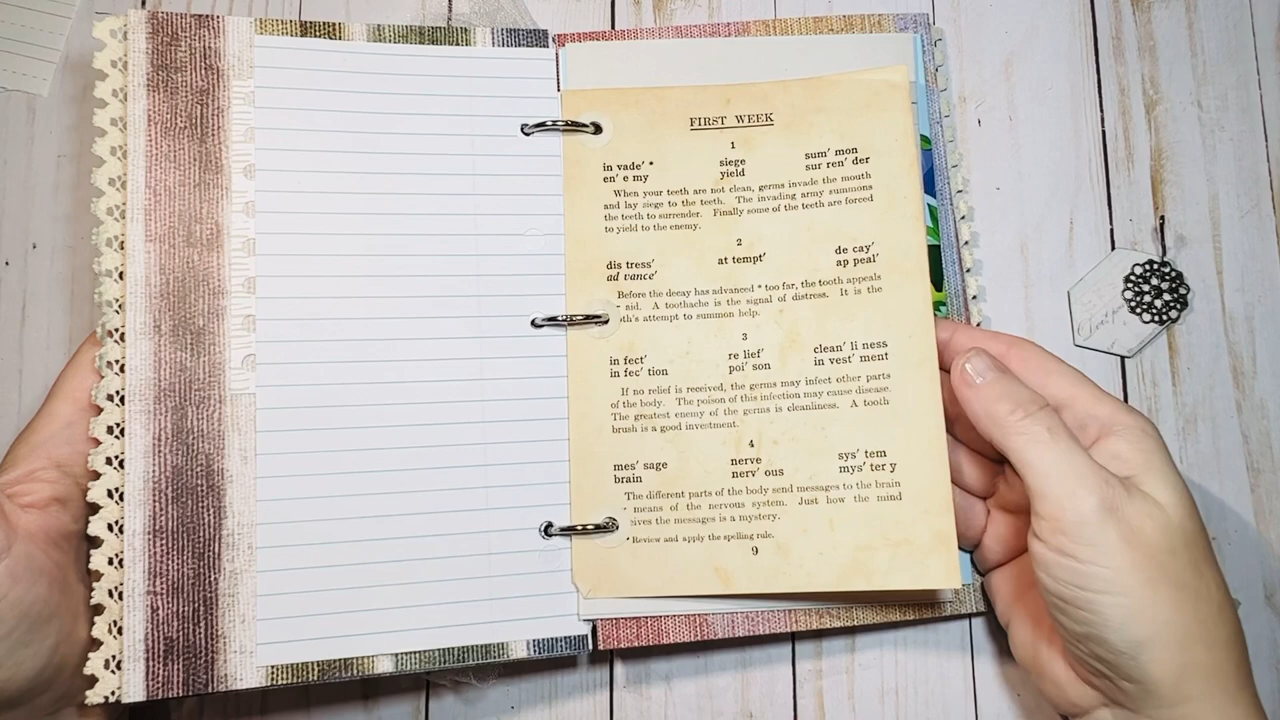 FIRST WEEK
1
in vade′ * siege sum′ mon
en′ e my yield sur ren′ der
When your teeth are not clean, germs invade the mouth
and lay siege to the teeth. The invading army summons
the teeth to surrender. Finally some of the teeth are forced
to yield to the enemy.
2
dis tress′ at tempt′ de cay′
ad vance′ ap peal′
Before the decay has advanced * too far, the tooth appeals
aid. A toothache is the signal of distress. It is the
oth's attempt to summon help.
3
in fect′ re lief′ clean′ li ness
in fec′ tion poi′ son in vest′ ment
If no relief is received, the germs may infect other parts
of the body. The poison of this infection may cause disease.
The greatest enemy of the germs is cleanliness. A tooth
brush is a good investment.
4
mes′ sage nerve sys′ tem
brain nerv′ ous mys′ ter y
The different parts of the body send messages to the brain
means of the nervous system. Just how the mind
eives the messages is a mystery.
* Review and apply the spelling rule.
9